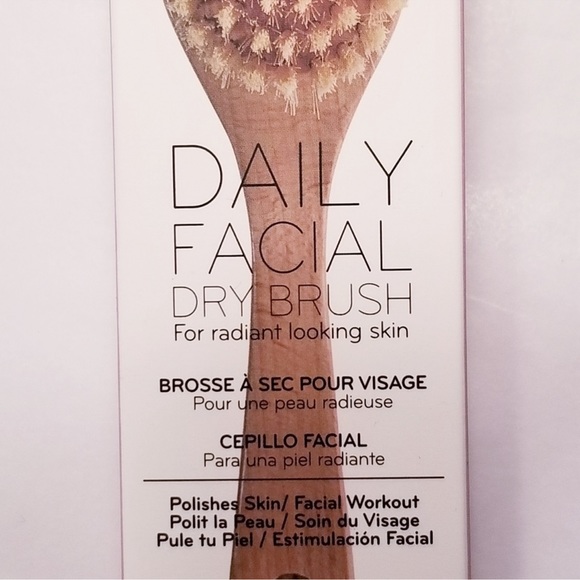 DAILY
FACIAL
DRY BRUSH
For radiant looking skin
BROSSE À SEC POUR VISAGE
Pour une peau radieuse
CEPILLO FACIAL
Para una piel radiante
Polishes Skin/ Facial Workout
Polit la Peau / Soin du Visage
Pule tu Piel / Estimulación Facial